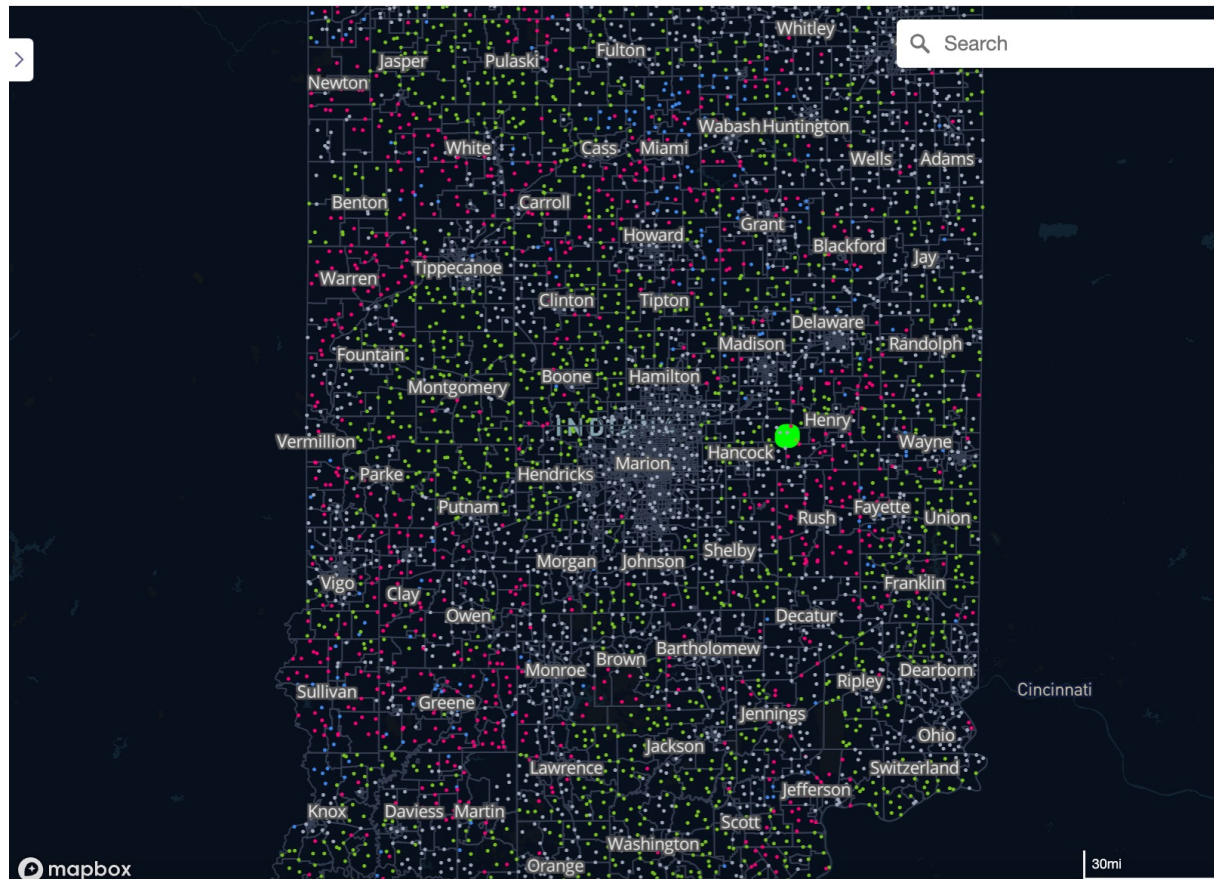 Whitley
Search
Fulton
Jasper
Pulaski
Newton
Wabash
Huntington
White
Cass
Miami
Wells
Adams
Benton
Carroll
Grant
Howard
Blackford
Jay
Tippecanoe
Warren
Clinton
Tipton
Delaware
Madison
Randolph
Fountain
Boone
Hamilton
Montgomery
Henry
INDIANA
Vermillion
Wayne
Hancock
Marion
Parke
Hendricks
Putnam
Fayette
Rush
Union
Shelby
Morgan
Johnson
Vigo
Franklin
Clay
Owen
Decatur
Bartholomew
Brown
Monroe
Dearborn
Ripley
Sullivan
Cincinnati
Greene
Jennings
Ohio
Jackson
Lawrence
Switzerland
Jefferson
Knox
Daviess
Martin
Scott
Washington
Orange
30mi
mapbox